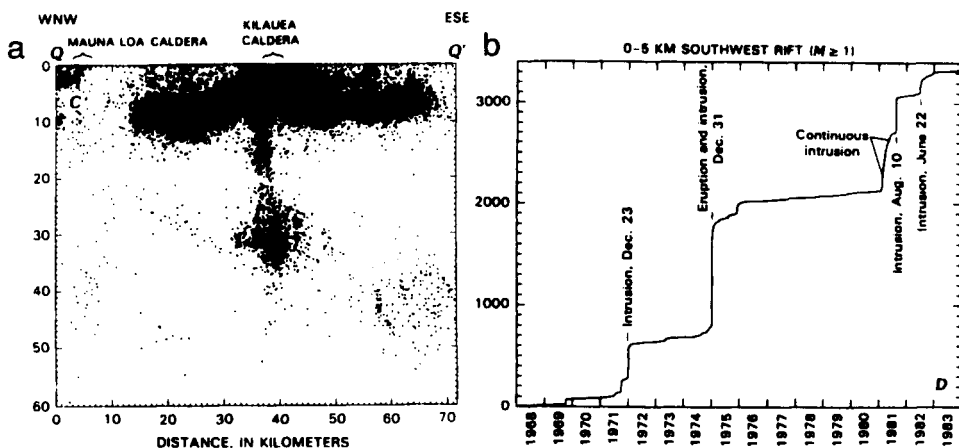 WNW
ESE
KILAUEA
CALDERA
MAUNA LOA CALDERA
a
Q
Q'
C
0
10
20
30
40
50
60
0
10
20
30
40
50
60
70
DISTANCE, IN KILOMETERS
b
0–5 KM SOUTHWEST RIFT (M ≥ 1)
3000
2000
1000
0
Intrusion, Dec. 23
Eruption and intrusion,
Dec. 31
Continuous
intrusion
Intrusion, Aug. 10
Intrusion, June 22
D
1968
1969
1970
1971
1972
1973
1974
1975
1976
1977
1978
1979
1980
1981
1982
1983